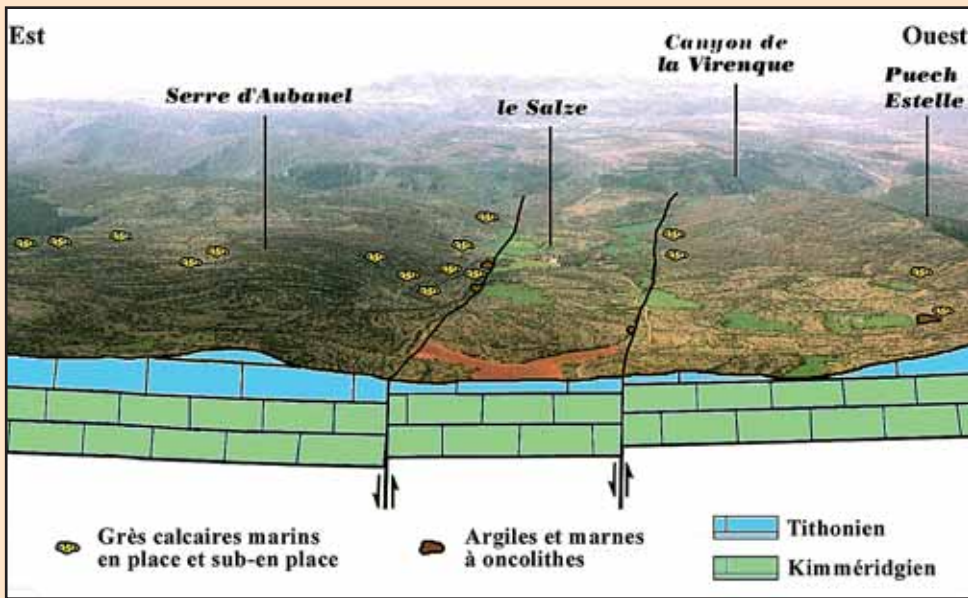 Est
Ouest
Canyon de
la Virenque
Puech
Estelle
Serre d'Aubanel
le Salze
Grès calcaires marins
en place et sub-en place
Argiles et marnes
à oncolithes
Tithonien
Kimméridgien